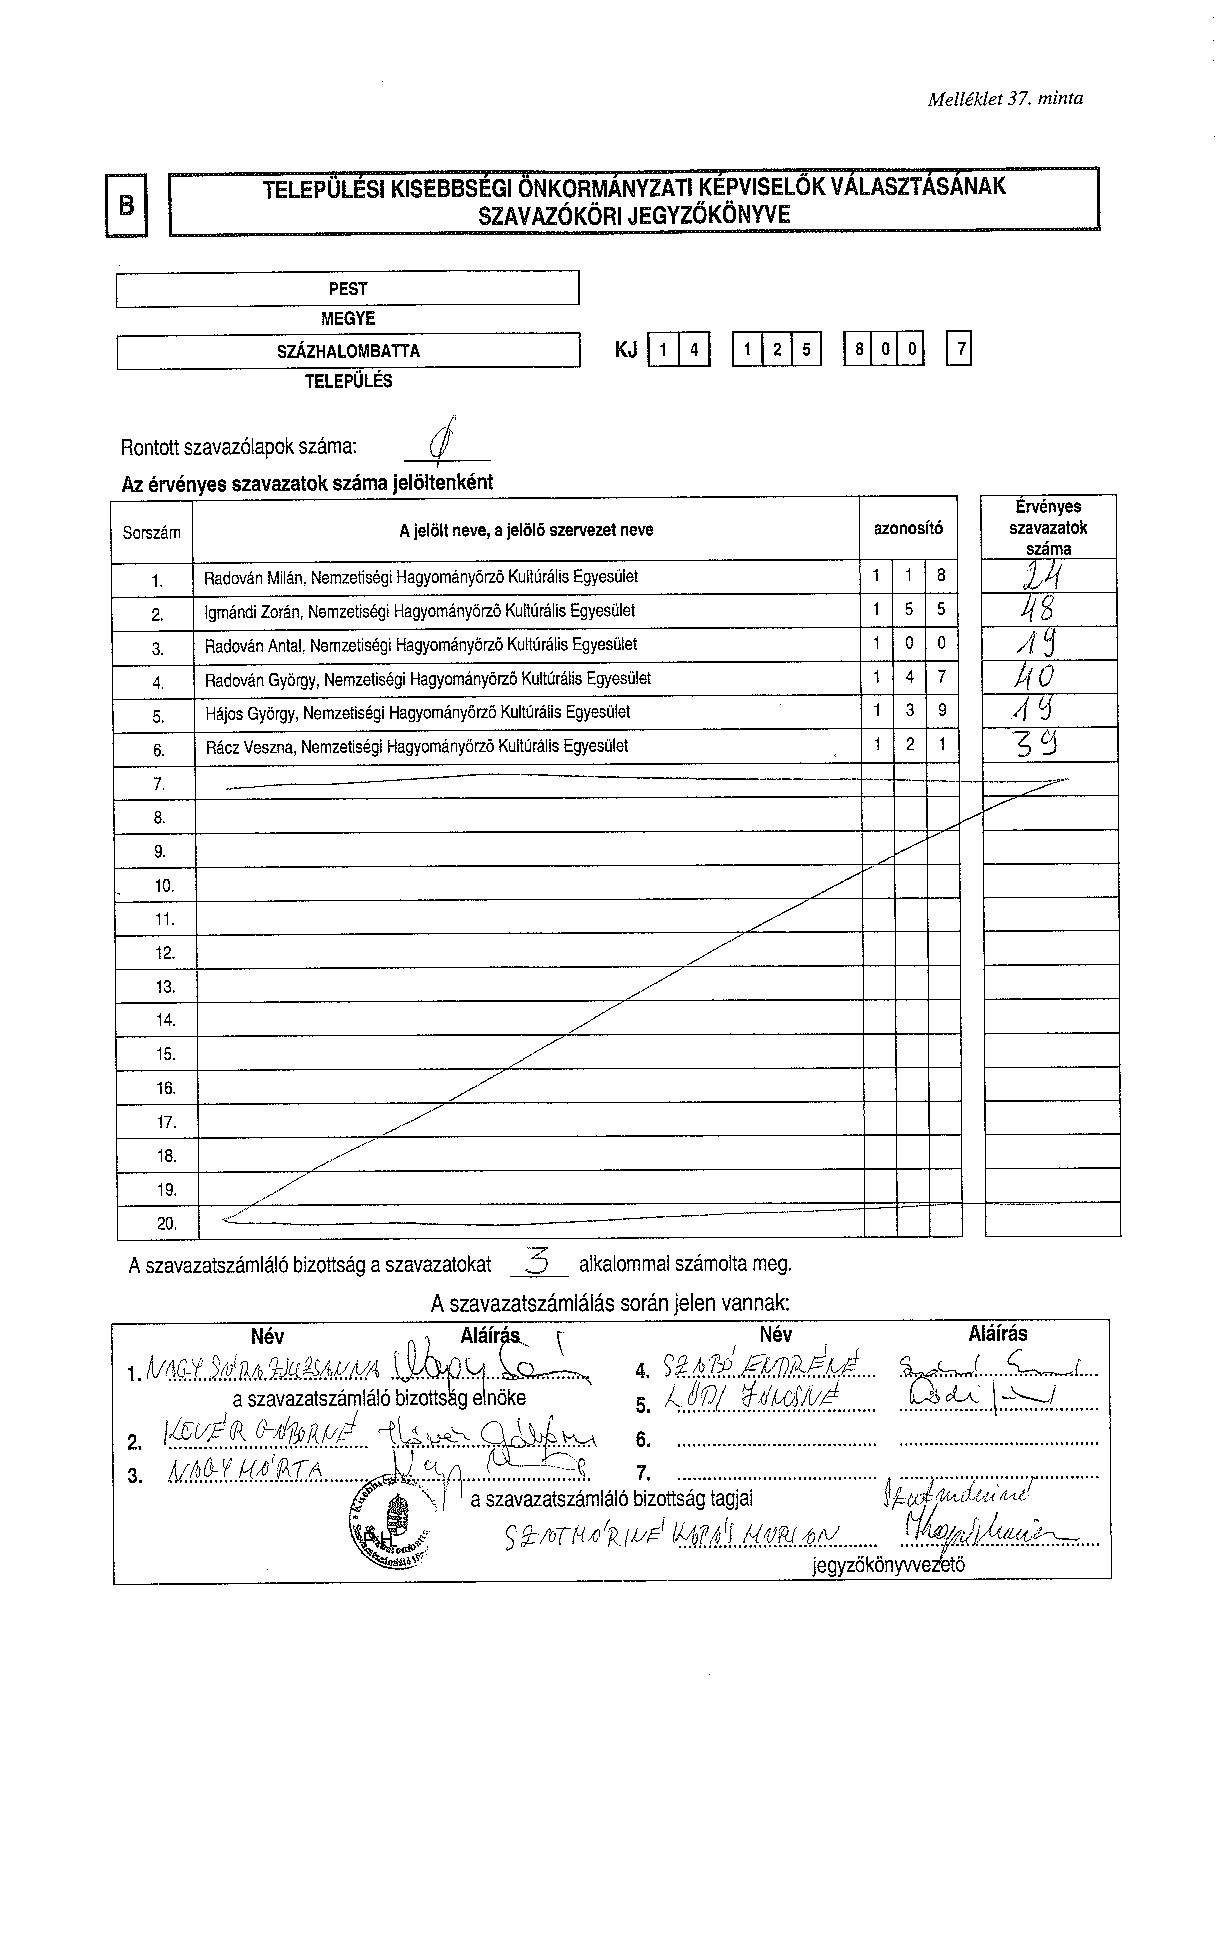 Melléklet 37. minta
B
TELEPÜLÉSI KISEBBSÉGI ÖNKORMÁNYZATI KÉPVISELŐK VÁLASZTÁSÁNAK
SZAVAZÓKÖRI JEGYZŐKÖNYVE
PEST
MEGYE
SZÁZHALOMBATTA KJ 1 4 1 2 5 8 0 0 7
TELEPÜLÉS
Rontott szavazólapok száma: 0
Az érvényes szavazatok száma jelöltenként
Sorszám A jelölt neve, a jelölő szervezet neve azonosító Érvényes szavazatok száma
1. Radován Milán, Nemzetiségi Hagyományőrző Kultúrális Egyesület 1 1 8 24
2. Igmándi Zorán, Nemzetiségi Hagyományőrző Kultúrális Egyesület 1 5 5 48
3. Radován Antal, Nemzetiségi Hagyományőrző Kultúrális Egyesület 1 0 0 19
4. Radován György, Nemzetiségi Hagyományőrző Kultúrális Egyesület 1 4 7 40
5. Hájos György, Nemzetiségi Hagyományőrző Kultúrális Egyesület 1 3 9 19
6. Rácz Veszna, Nemzetiségi Hagyományőrző Kultúrális Egyesület 1 2 1 39
7.
8.
9.
10.
11.
12.
13.
14.
15.
16.
17.
18.
19.
20.
A szavazatszámláló bizottság a szavazatokat 3 alkalommal számolta meg.
A szavazatszámlálás során jelen vannak:
Név Aláírás Név Aláírás
1. NAGY SÁRA ZSUZSANNA 4. SZABÓ ENDRÉNÉ
a szavazatszámláló bizottság elnöke 5.
2. KEVÉR GÁBORNÉ 6.
3. NAGY MÁRTA 7.
a szavazatszámláló bizottság tagjai
SZATMÁRINÉ MARIANN
jegyzőkönyvvezető